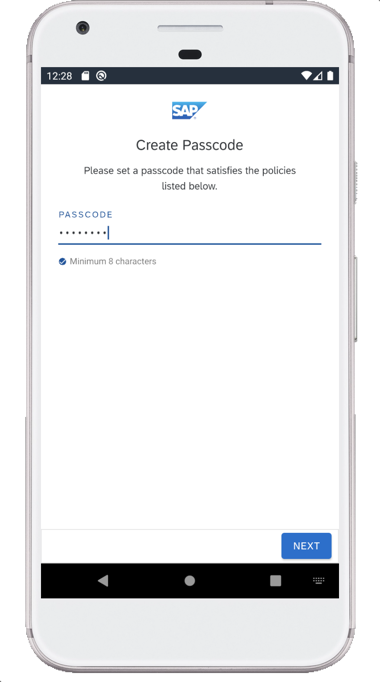 12:28
SAP
Create Passcode
Please set a passcode that satisfies the policies
listed below.
PASSCODE
••••••••
Minimum 8 characters
NEXT